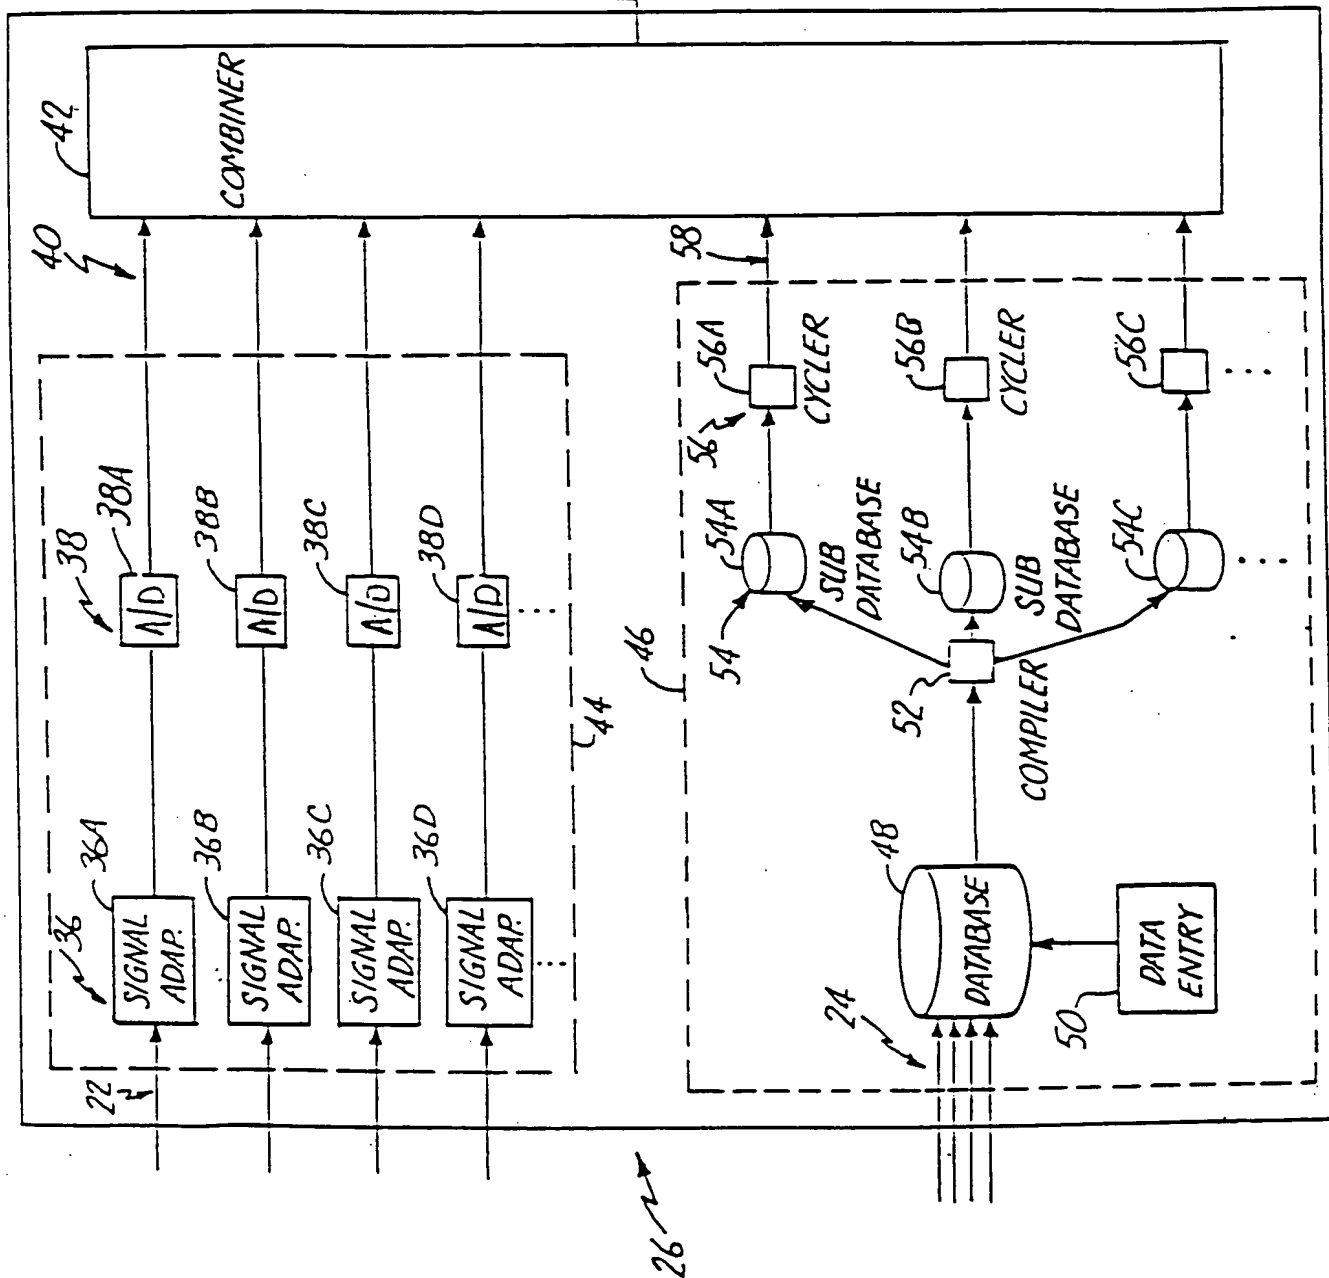 42
COMBINER
40
38
38A
A/D
38B
A/D
38C
A/D
38D
A/D
36
36A
SIGNAL
ADAP.
36B
SIGNAL
ADAP.
36C
SIGNAL
ADAP.
36D
SIGNAL
ADAP.
22
44
46
58
56
56A
CYCLER
56B
CYCLER
56C
54
54A
SUB
DATABASE
54B
SUB
DATABASE
54C
52
COMPILER
48
DATABASE
24
50
DATA
ENTRY
26